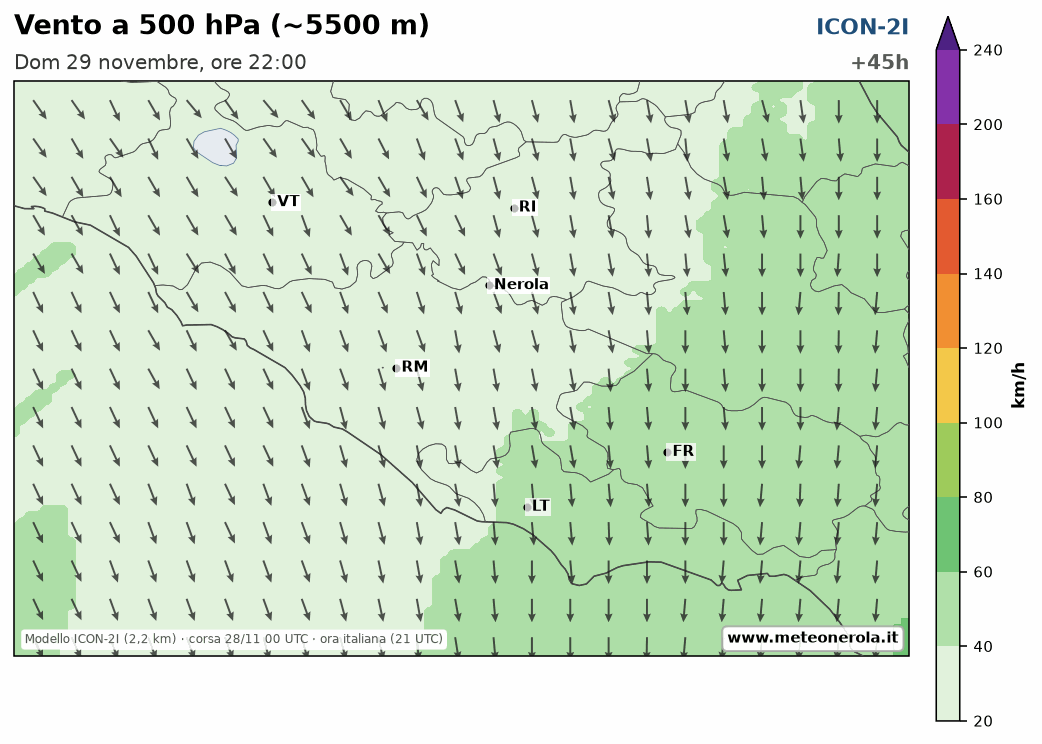 Vento a 500 hPa (~5500 m)
ICON-2I
Dom 29 novembre, ore 22:00
+45h
VT
RI
Nerola
RM
FR
LT
Modello ICON-2I (2,2 km) · corsa 28/11 00 UTC · ora italiana (21 UTC)
www.meteonerola.it
240
200
160
140
120
100
80
60
40
20
km/h